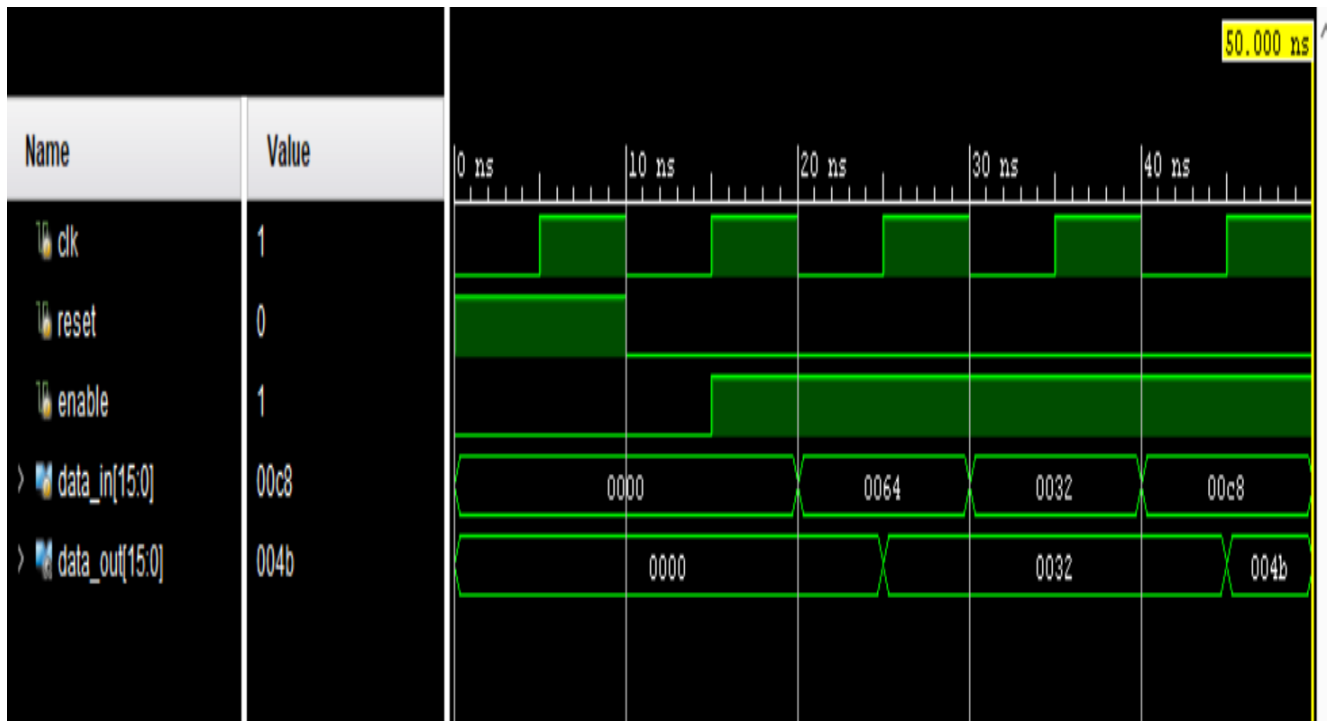 50.000 ns
Name Value
0 ns 10 ns 20 ns 30 ns 40 ns
clk 1
reset 0
enable 1
data_in[15:0] 00c8 0000 0064 0032 00c8
data_out[15:0] 004b 0000 0032 004b